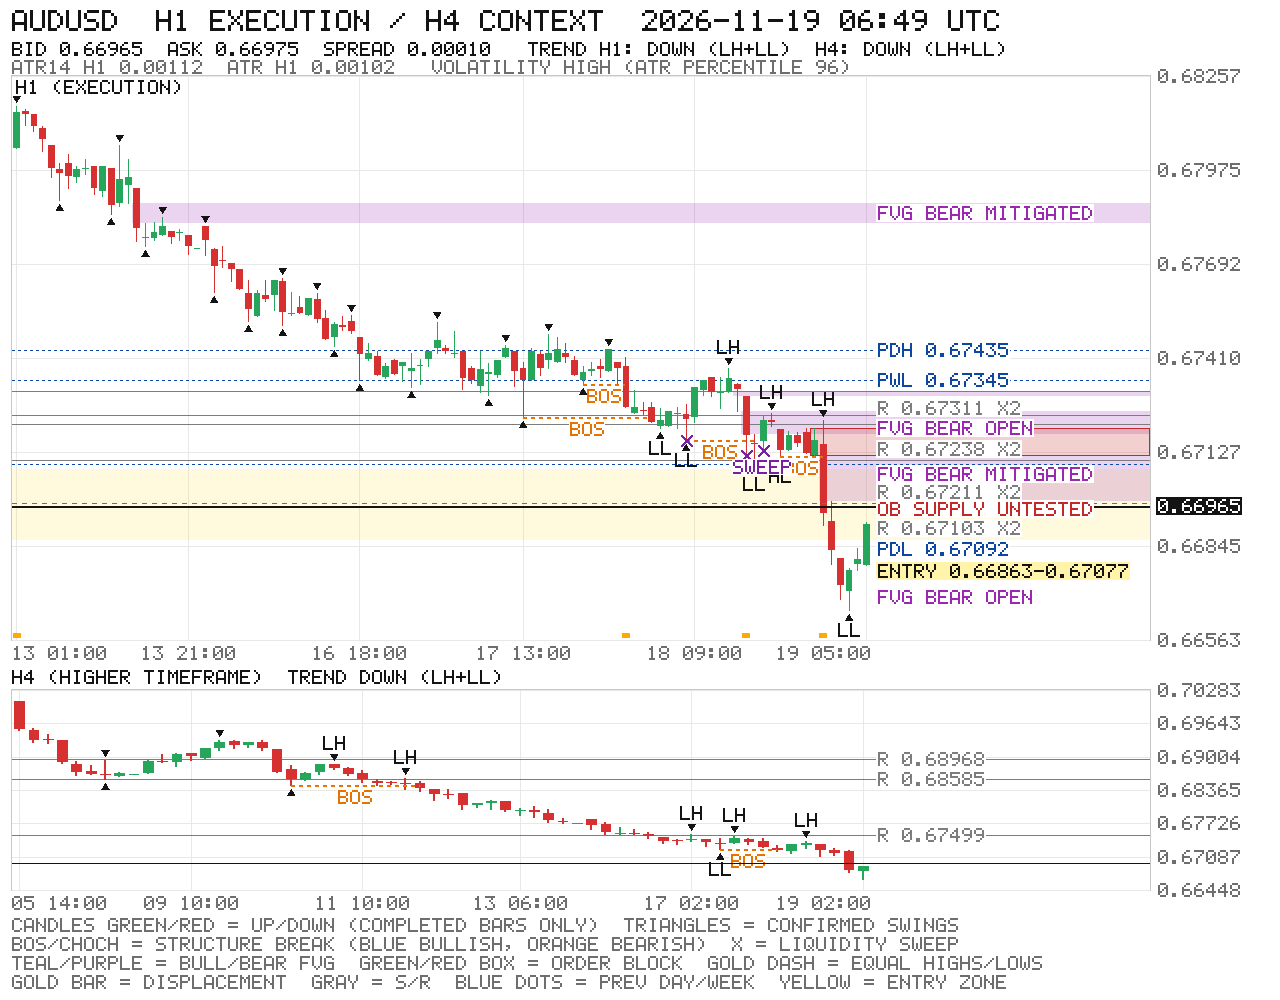 AUDUSD  H1 EXECUTION / H4 CONTEXT  2026-11-19 06:49 UTC
BID 0.66965  ASK 0.66975  SPREAD 0.00010  TREND H1: DOWN (LH+LL)  H4: DOWN (LH+LL)
ATR14 H1 0.00112  ATR H1 0.00102  VOLATILITY HIGH (ATR PERCENTILE 96)
0.68257
H1 (EXECUTION)
0.67975
FVG BEAR MITIGATED
0.67692
LH
PDH 0.67435
0.67410
PWL 0.67345
BOS
LH
LH
R 0.67311 X2
BOS
FVG BEAR OPEN
LL
BOS
R 0.67238 X2
0.67127
LL
SWEEP
BOS
FVG BEAR MITIGATED
LL
HL
R 0.67211 X2
0.66965
OB SUPPLY UNTESTED
R 0.67103 X2
PDL 0.67092
0.66845
ENTRY 0.66863-0.67077
FVG BEAR OPEN
LL
0.66563
13 01:00  13 21:00  16 18:00  17 13:00  18 09:00  19 05:00
H4 (HIGHER TIMEFRAME)  TREND DOWN (LH+LL)
0.70283
0.69643
LH
LH
R 0.68968
0.69004
R 0.68585
BOS
0.68365
LH
LH
LH
0.67726
R 0.67499
LL
BOS
0.67087
0.66448
05 14:00  09 10:00  11 10:00  13 06:00  17 02:00  19 02:00
CANDLES GREEN/RED = UP/DOWN (COMPLETED BARS ONLY)  TRIANGLES = CONFIRMED SWINGS
BOS/CHOCH = STRUCTURE BREAK (BLUE BULLISH, ORANGE BEARISH)  X = LIQUIDITY SWEEP
TEAL/PURPLE = BULL/BEAR FVG  GREEN/RED BOX = ORDER BLOCK  GOLD DASH = EQUAL HIGHS/LOWS
GOLD BAR = DISPLACEMENT  GRAY = S/R  BLUE DOTS = PREV DAY/WEEK  YELLOW = ENTRY ZONE